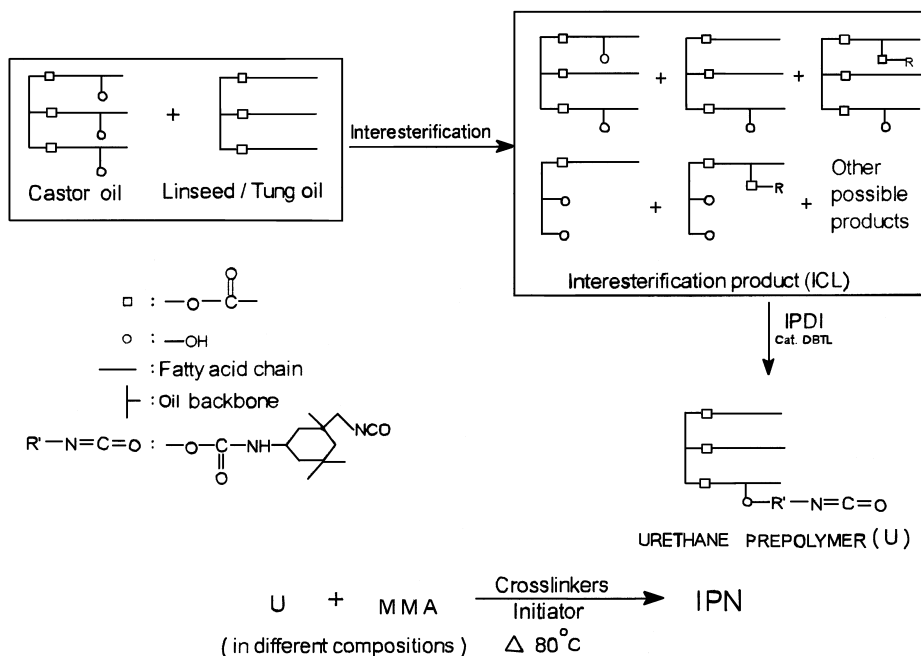 Castor oil
+
Linseed / Tung oil
Interesterification
+
+
R
+
R
+
Other
possible
products
Interesterification product (ICL)
: —O—C—
O
: —OH
: Fatty acid chain
: Oil backbone
R'—N=C=O : —O—C—NH
O
NCO
IPDI
Cat. DBTL
O—R'—N=C=O
URETHANE PREPOLYMER (U)
U + MMA
(in different compositions)
Crosslinkers
Initiator
Δ 80°C
IPN